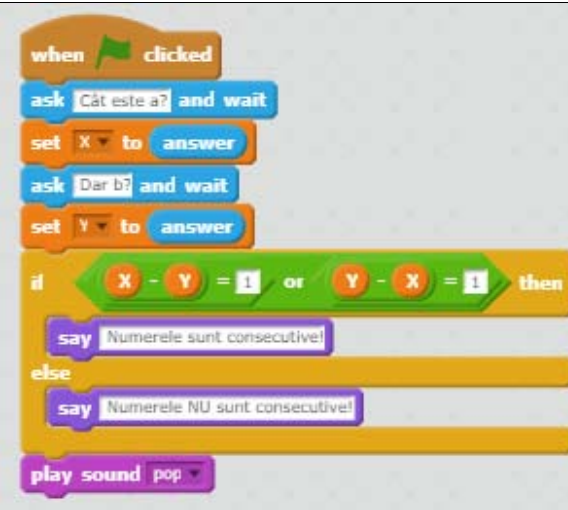 when clicked
ask Cât este a? and wait
set X to answer
ask Dar b? and wait
set Y to answer
if X - Y = 1 or Y - X = 1 then
say Numerele sunt consecutive!
else
say Numerele NU sunt consecutive!
play sound pop